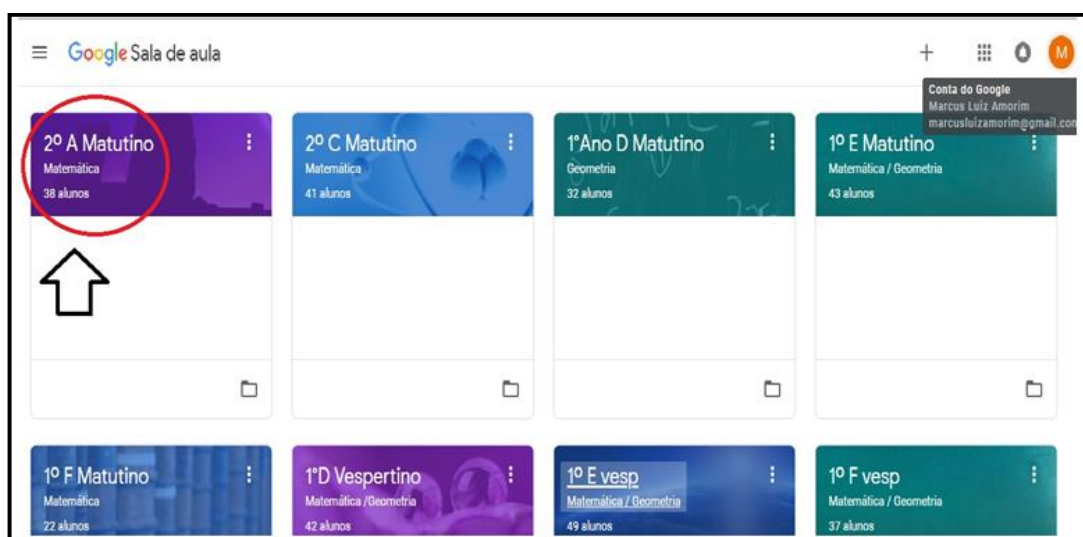 Google Sala de aula
Conta do Google
Marcus Luiz Amorim
marcusluizamorim@gmail.com
2º A Matutino
Matemática
38 alunos
2º C Matutino
Matemática
41 alunos
1°Ano D Matutino
Geometria
32 alunos
1º E Matutino
Matemática / Geometria
43 alunos
1º F Matutino
Matemática
22 alunos
1°D Vespertino
Matemática /Geometria
42 alunos
1º E vesp
Matemática / Geometria
49 alunos
1º F vesp
Matemática / Geometria
37 alunos
M